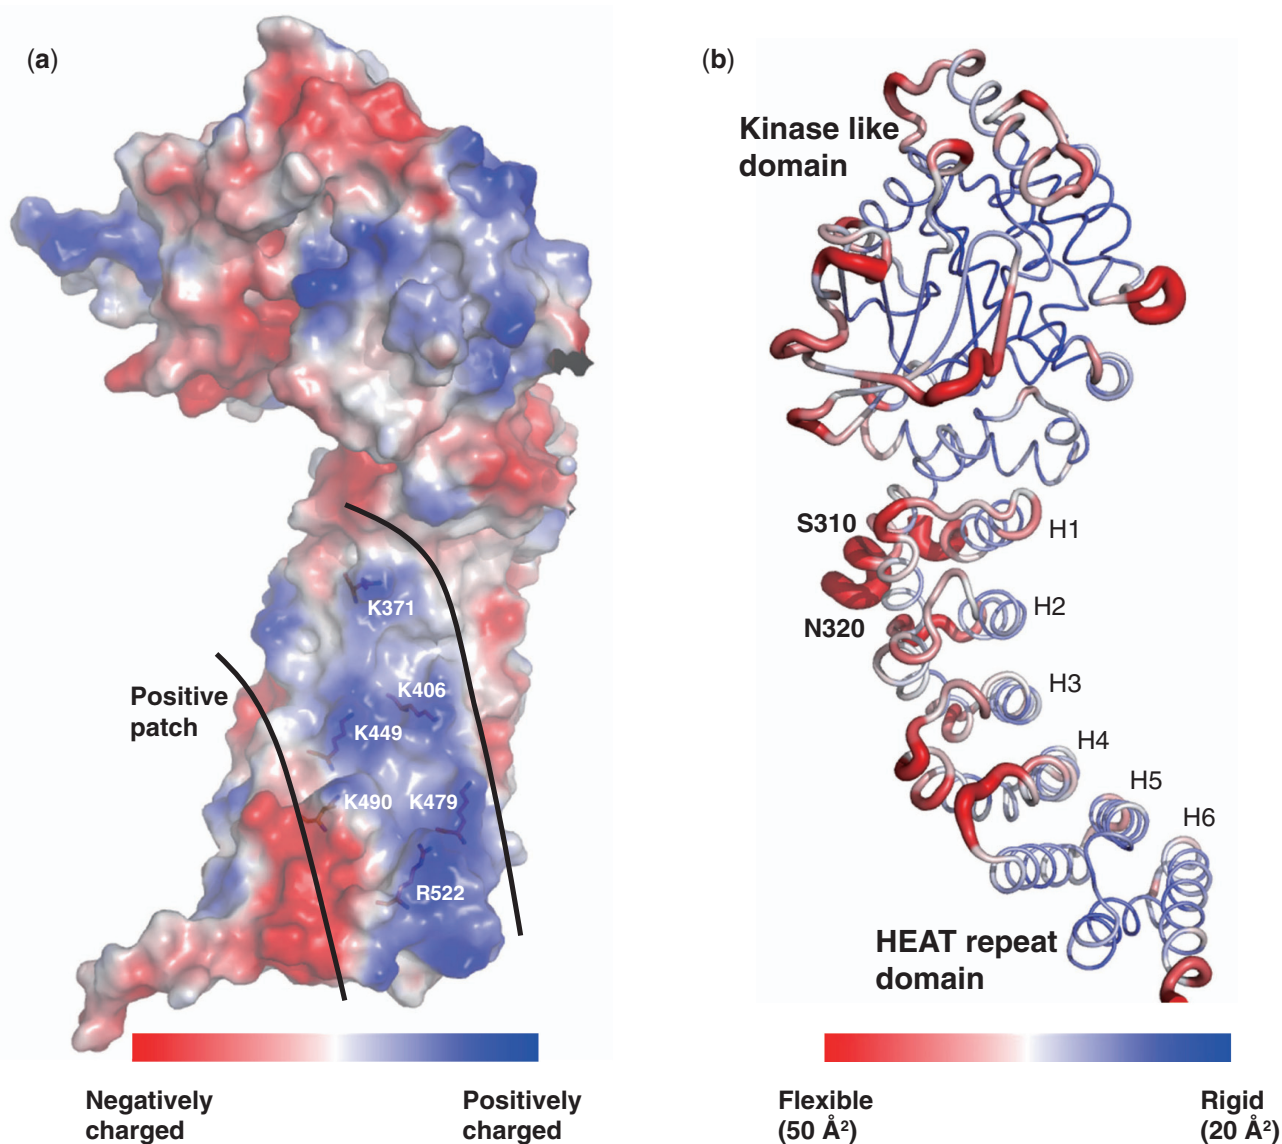 (a)
K371
K406
K449
Positive
patch
K490
K479
R522
Negatively
charged
Positively
charged
(b)
Kinase like
domain
S310
H1
N320
H2
H3
H4
H5
H6
HEAT repeat
domain
Flexible
(50 Å²)
Rigid
(20 Å²)